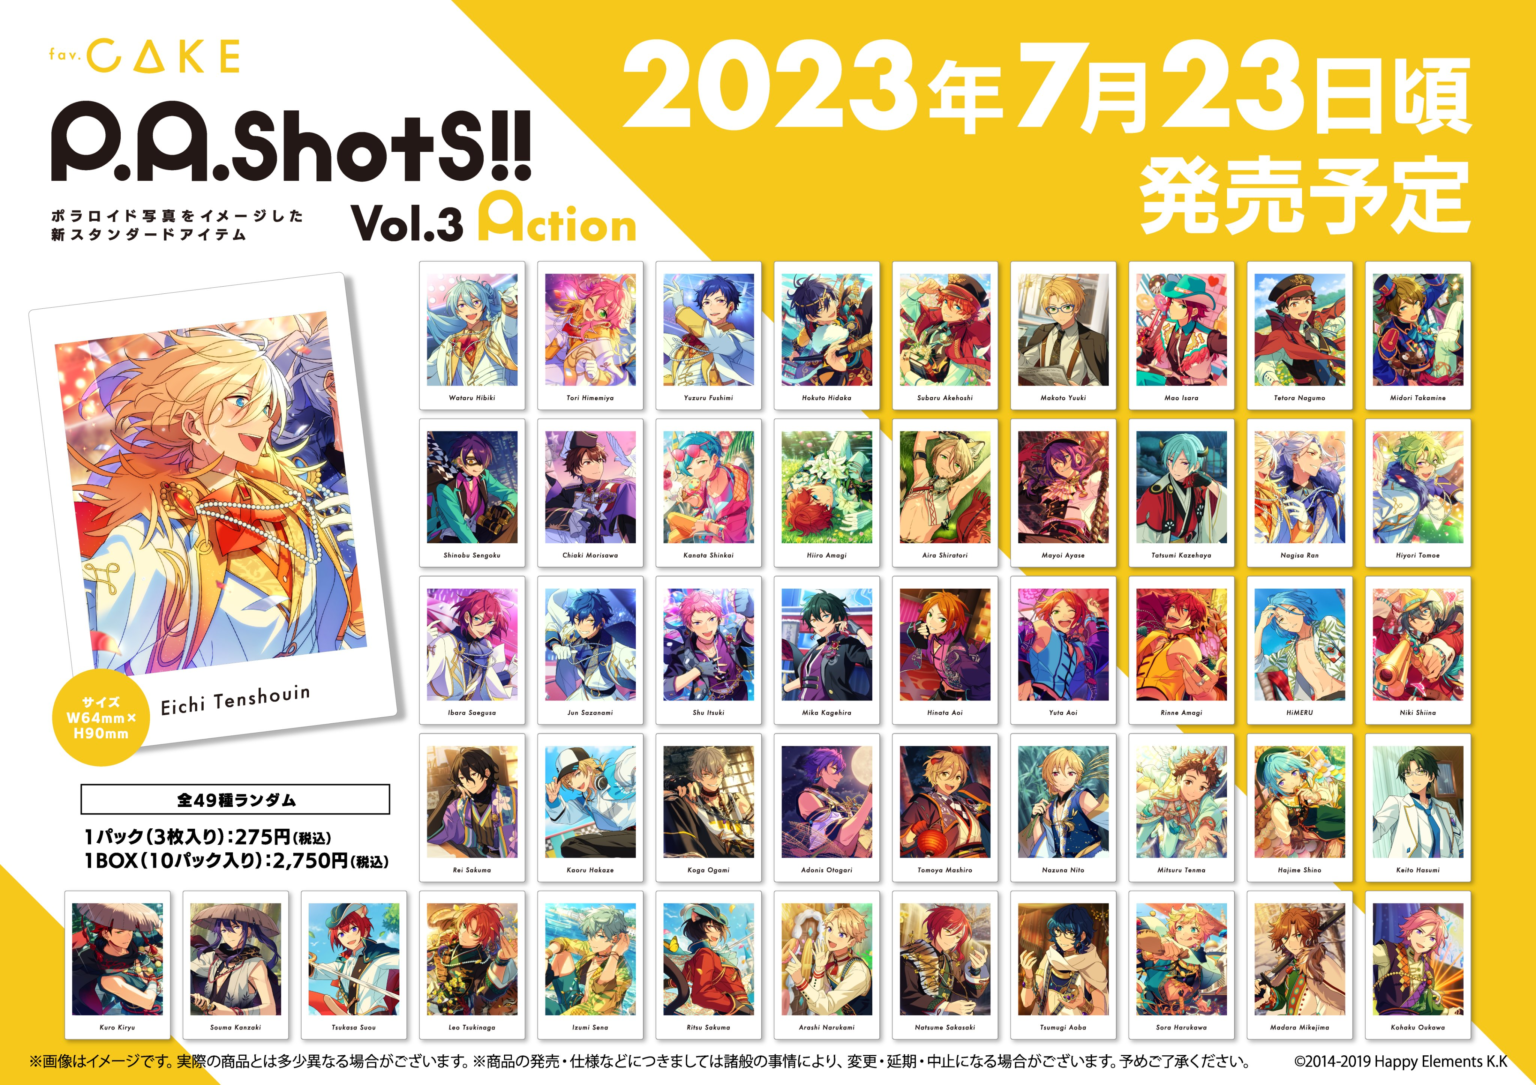 fav. CAKE
P.A.ShotS!!
ポラロイド写真をイメージした
新スタンダードアイテム
Vol.3 Action
2023年7月23日頃
発売予定
Eichi Tenshouin
サイズ
W64mm×
H90mm
全49種ランダム
1パック(3枚入り):275円(税込)
1BOX(10パック入り):2,750円(税込)
Wataru Hibiki
Tori Himemiya
Yuzuru Fushimi
Hokuto Hidaka
Subaru Akehoshi
Makoto Yuuki
Mao Isara
Tetora Nagumo
Midori Takamine
Shinobu Sengoku
Chiaki Morisawa
Kanata Shinkai
Hiiro Amagi
Aira Shiratori
Mayoi Ayase
Tatsumi Kazehaya
Nagisa Ran
Hiyori Tomoe
Ibara Saegusa
Jun Sazanami
Shu Itsuki
Mika Kagehira
Hinata Aoi
Yuta Aoi
Rinne Amagi
HiMERU
Niki Shiina
Rei Sakuma
Kaoru Hakaze
Koga Ogami
Adonis Otogari
Tomoya Mashiro
Nazuna Nito
Mitsuru Tenma
Hajime Shino
Keito Hasumi
Kuro Kiryu
Souma Kanzaki
Tsukasa Suou
Leo Tsukinaga
Izumi Sena
Ritsu Sakuma
Arashi Narukami
Natsume Sakasaki
Tsumugi Aoba
Sora Harukawa
Madara Mikejima
Kohaku Oukawa
※画像はイメージです。実際の商品とは多少異なる場合がございます。※商品の発売・仕様などにつきましては諸般の事情により、変更・延期・中止になる場合がございます。予めご了承ください。
©2014-2019 Happy Elements K.K